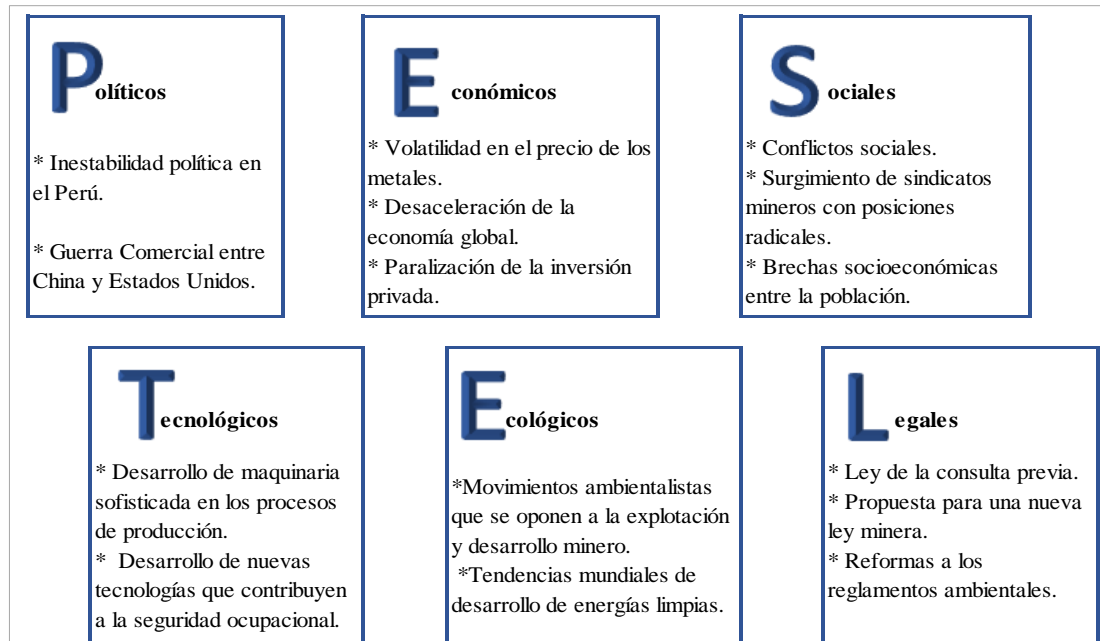 Políticos
* Inestabilidad política en
el Perú.
* Guerra Comercial entre
China y Estados Unidos.
E conómicos
* Volatilidad en el precio de los
metales.
* Desaceleración de la
economía global.
* Paralización de la inversión
privada.
S ociales
* Conflictos sociales.
* Surgimiento de sindicatos
mineros con posiciones
radicales.
* Brechas socioeconómicas
entre la población.
Tecnológicos
* Desarrollo de maquinaria
sofisticada en los procesos
de producción.
* Desarrollo de nuevas
tecnologías que contribuyen
a la seguridad ocupacional.
Ecológicos
*Movimientos ambientalistas
que se oponen a la explotación
y desarrollo minero.
*Tendencias mundiales de
desarrollo de energías limpias.
L egales
* Ley de la consulta previa.
* Propuesta para una nueva
ley minera.
* Reformas a los
reglamentos ambientales.